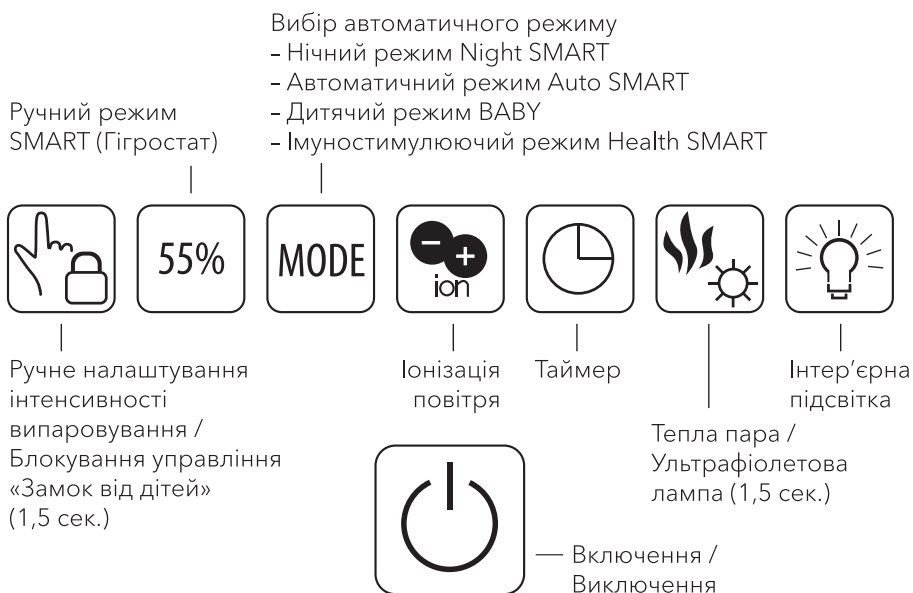 Вибір автоматичного режиму
– Нічний режим Night SMART
– Автоматичний режим Auto SMART
– Дитячий режим BABY
– Імуностимулюючий режим Health SMART
Ручний режим
SMART (Гігростат)
55%
MODE
ion
Ручне налаштування
інтенсивності
випаровування /
Блокування управління
«Замок від дітей»
(1,5 сек.)
Іонізація
повітря
Таймер
Тепла пара /
Ультрафіолетова
лампа (1,5 сек.)
Інтер’єрна
підсвітка
Включення /
Виключення